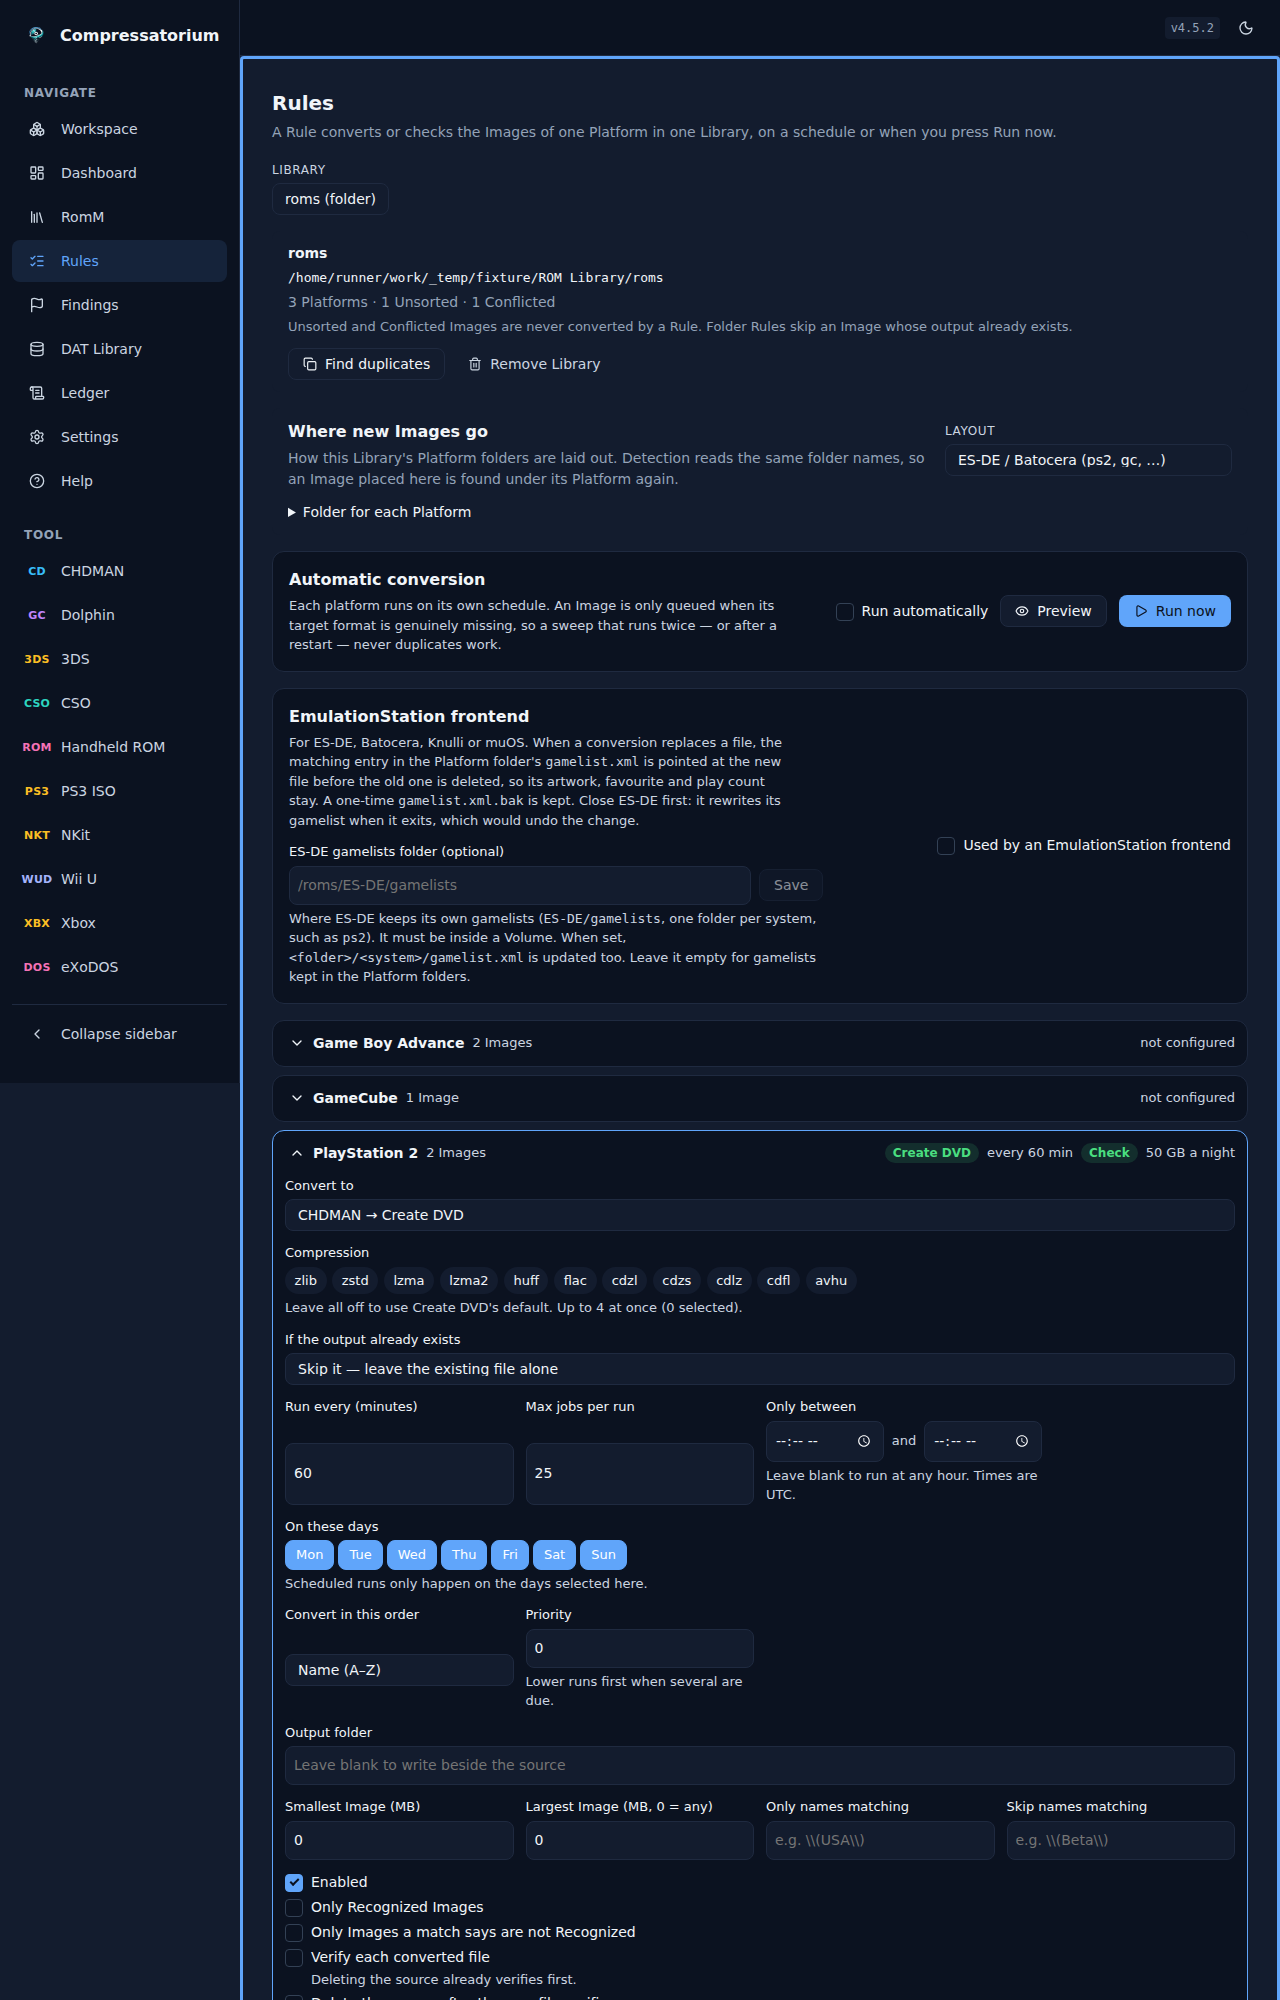 Compressatorium
v4.5.2
NAVIGATE
Workspace
Dashboard
RomM
Rules
Findings
DAT Library
Ledger
Settings
Help
TOOL
CD CHDMAN
GC Dolphin
3DS 3DS
CSO CSO
ROM Handheld ROM
PS3 PS3 ISO
NKT NKit
WUD Wii U
XBX Xbox
DOS eXoDOS
Collapse sidebar
Rules
A Rule converts or checks the Images of one Platform in one Library, on a schedule or when you press Run now.
LIBRARY
roms (folder)
roms
/home/runner/work/_temp/fixture/ROM Library/roms
3 Platforms · 1 Unsorted · 1 Conflicted
Unsorted and Conflicted Images are never converted by a Rule. Folder Rules skip an Image whose output already exists.
Find duplicates
Remove Library
Where new Images go
How this Library's Platform folders are laid out. Detection reads the same folder names, so
an Image placed here is found under its Platform again.
LAYOUT
ES-DE / Batocera (ps2, gc, …)
Folder for each Platform
Automatic conversion
Each platform runs on its own schedule. An Image is only queued when its
target format is genuinely missing, so a sweep that runs twice — or after a
restart — never duplicates work.
Run automatically
Preview
Run now
EmulationStation frontend
For ES-DE, Batocera, Knulli or muOS. When a conversion replaces a file, the
matching entry in the Platform folder's gamelist.xml is pointed at the new
file before the old one is deleted, so its artwork, favourite and play count
stay. A one-time gamelist.xml.bak is kept. Close ES-DE first: it rewrites its
gamelist when it exits, which would undo the change.
ES-DE gamelists folder (optional)
/roms/ES-DE/gamelists
Save
Where ES-DE keeps its own gamelists (ES-DE/gamelists, one folder per system,
such as ps2). It must be inside a Volume. When set,
<folder>/<system>/gamelist.xml is updated too. Leave it empty for gamelists
kept in the Platform folders.
Used by an EmulationStation frontend
Game Boy Advance 2 Images
not configured
GameCube 1 Image
not configured
PlayStation 2 2 Images
Create DVD every 60 min Check 50 GB a night
Convert to
CHDMAN → Create DVD
Compression
zlib zstd lzma lzma2 huff flac cdzl cdzs cdlz cdfl avhu
Leave all off to use Create DVD's default. Up to 4 at once (0 selected).
If the output already exists
Skip it — leave the existing file alone
Run every (minutes)
60
Max jobs per run
25
Only between
--:-- -- and --:-- --
Leave blank to run at any hour. Times are
UTC.
On these days
Mon Tue Wed Thu Fri Sat Sun
Scheduled runs only happen on the days selected here.
Convert in this order
Name (A–Z)
Priority
0
Lower runs first when several are
due.
Output folder
Leave blank to write beside the source
Smallest Image (MB)
0
Largest Image (MB, 0 = any)
0
Only names matching
e.g. \\(USA\\)
Skip names matching
e.g. \\(Beta\\)
Enabled
Only Recognized Images
Only Images a match says are not Recognized
Verify each converted file
Deleting the source already verifies first.